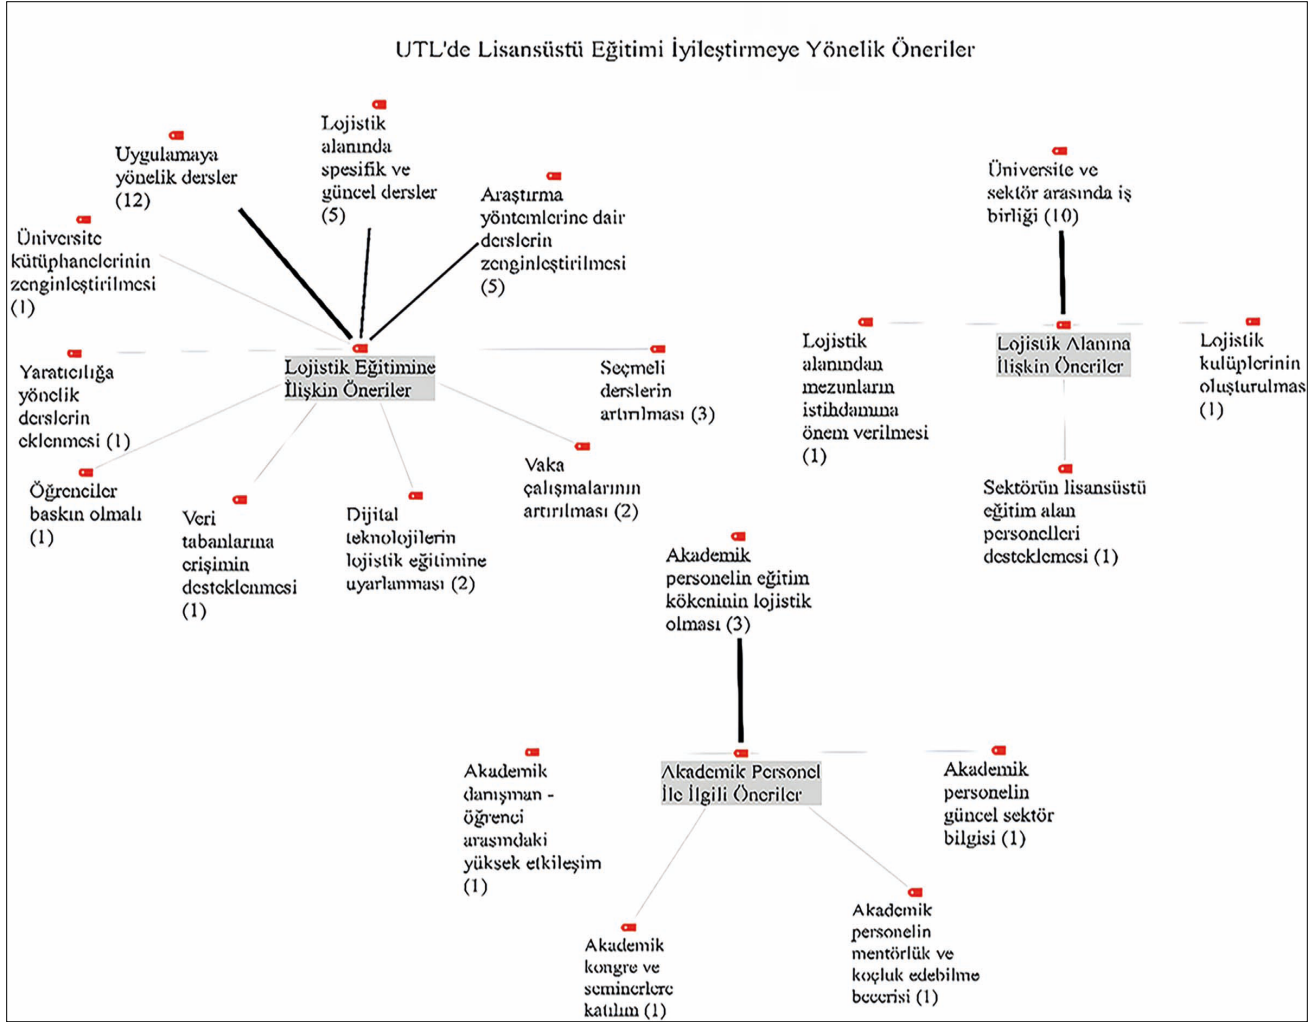 UTL'de Lisansüstü Eğitimi İyileştirmeye Yönelik Öneriler
Uygulamaya
yönelik dersler
(12)
Lojistik
alanında
spesifik ve
güncel dersler
(5)
Araştırma
yöntemlerine dair
derslerin
zenginleştirilmesi
(5)
Üniversite
kütüphanelerinin
zenginleştirilmesi
(1)
Yaratıcılığa
yönelik
derslerin
eklenmesi (1)
Lojistik Eğitimine
İlişkin Öneriler
Seçmeli
derslerin
artırılması (3)
Öğrenciler
baskın olmalı
(1)
Veri
tabanlarına
erişimin
desteklenmesi
(1)
Dijital
teknolojilerin
lojistik eğitimine
uyarlanması (2)
Vaka
çalışmalarının
artırılması (2)
Üniversite ve
sektör arasında iş
birliği (10)
Lojistik
alanından
mezunların
istihdamına
önem verilmesi
(1)
Lojistik Alanına
İlişkin Öneriler
Lojistik
kulüplerinin
oluşturulması
(1)
Sektörün lisansüstü
eğitim alan
personelleri
desteklemesi (1)
Akademik
personelin eğitim
kökeninin lojistik
olması (3)
Akademik
danışman -
öğrenci
arasındaki
yüksek etkileşim
(1)
Akademik Personel
İle İlgili Öneriler
Akademik
personelin
güncel sektör
bilgisi (1)
Akademik
kongre ve
seminerlere
katılım (1)
Akademik
personelin
mentörlük ve
koçluk edebilme
becerisi (1)